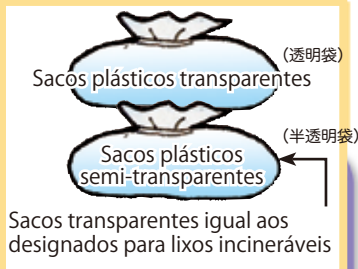 （透明袋）
Sacos plásticos transparentes
（半透明袋）
Sacos plásticos
semi-transparentes
Sacos transparentes igual aos
designados para lixos incineráveis